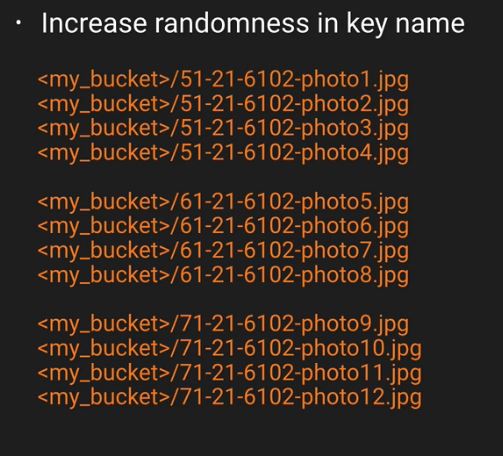 • Increase randomness in key name
<my_bucket>/51-21-6102-photo1.jpg
<my_bucket>/51-21-6102-photo2.jpg
<my_bucket>/51-21-6102-photo3.jpg
<my_bucket>/51-21-6102-photo4.jpg
<my_bucket>/61-21-6102-photo5.jpg
<my_bucket>/61-21-6102-photo6.jpg
<my_bucket>/61-21-6102-photo7.jpg
<my_bucket>/61-21-6102-photo8.jpg
<my_bucket>/71-21-6102-photo9.jpg
<my_bucket>/71-21-6102-photo10.jpg
<my_bucket>/71-21-6102-photo11.jpg
<my_bucket>/71-21-6102-photo12.jpg